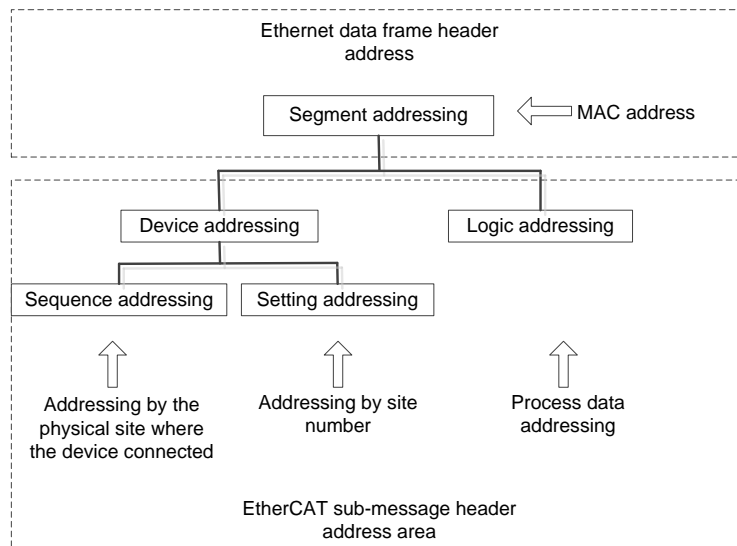 Ethernet data frame header
address
Segment addressing
MAC address
Device addressing
Logic addressing
Sequence addressing
Setting addressing
Addressing by the
physical site where
the device connected
Addressing by site
number
Process data
addressing
EtherCAT sub-message header
address area